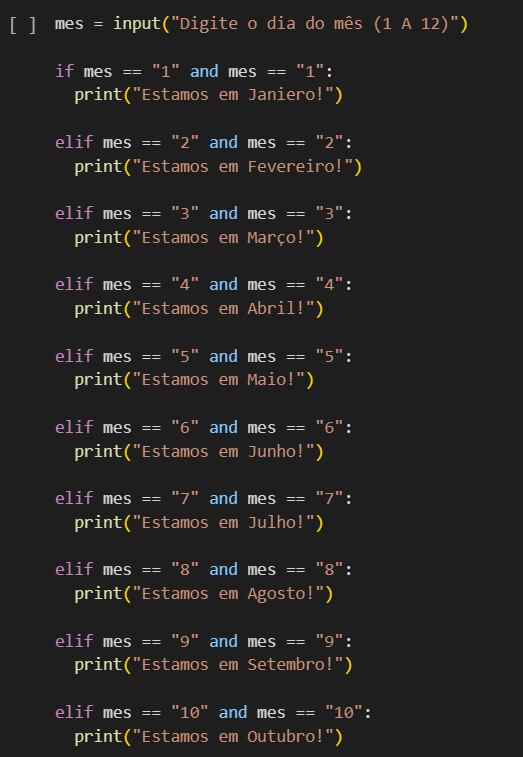 [ ] mes = input("Digite o dia do mês (1 A 12)")
if mes == "1" and mes == "1":
print("Estamos em Janiero!")
elif mes == "2" and mes == "2":
print("Estamos em Fevereiro!")
elif mes == "3" and mes == "3":
print("Estamos em Março!")
elif mes == "4" and mes == "4":
print("Estamos em Abril!")
elif mes == "5" and mes == "5":
print("Estamos em Maio!")
elif mes == "6" and mes == "6":
print("Estamos em Junho!")
elif mes == "7" and mes == "7":
print("Estamos em Julho!")
elif mes == "8" and mes == "8":
print("Estamos em Agosto!")
elif mes == "9" and mes == "9":
print("Estamos em Setembro!")
elif mes == "10" and mes == "10":
print("Estamos em Outubro!")